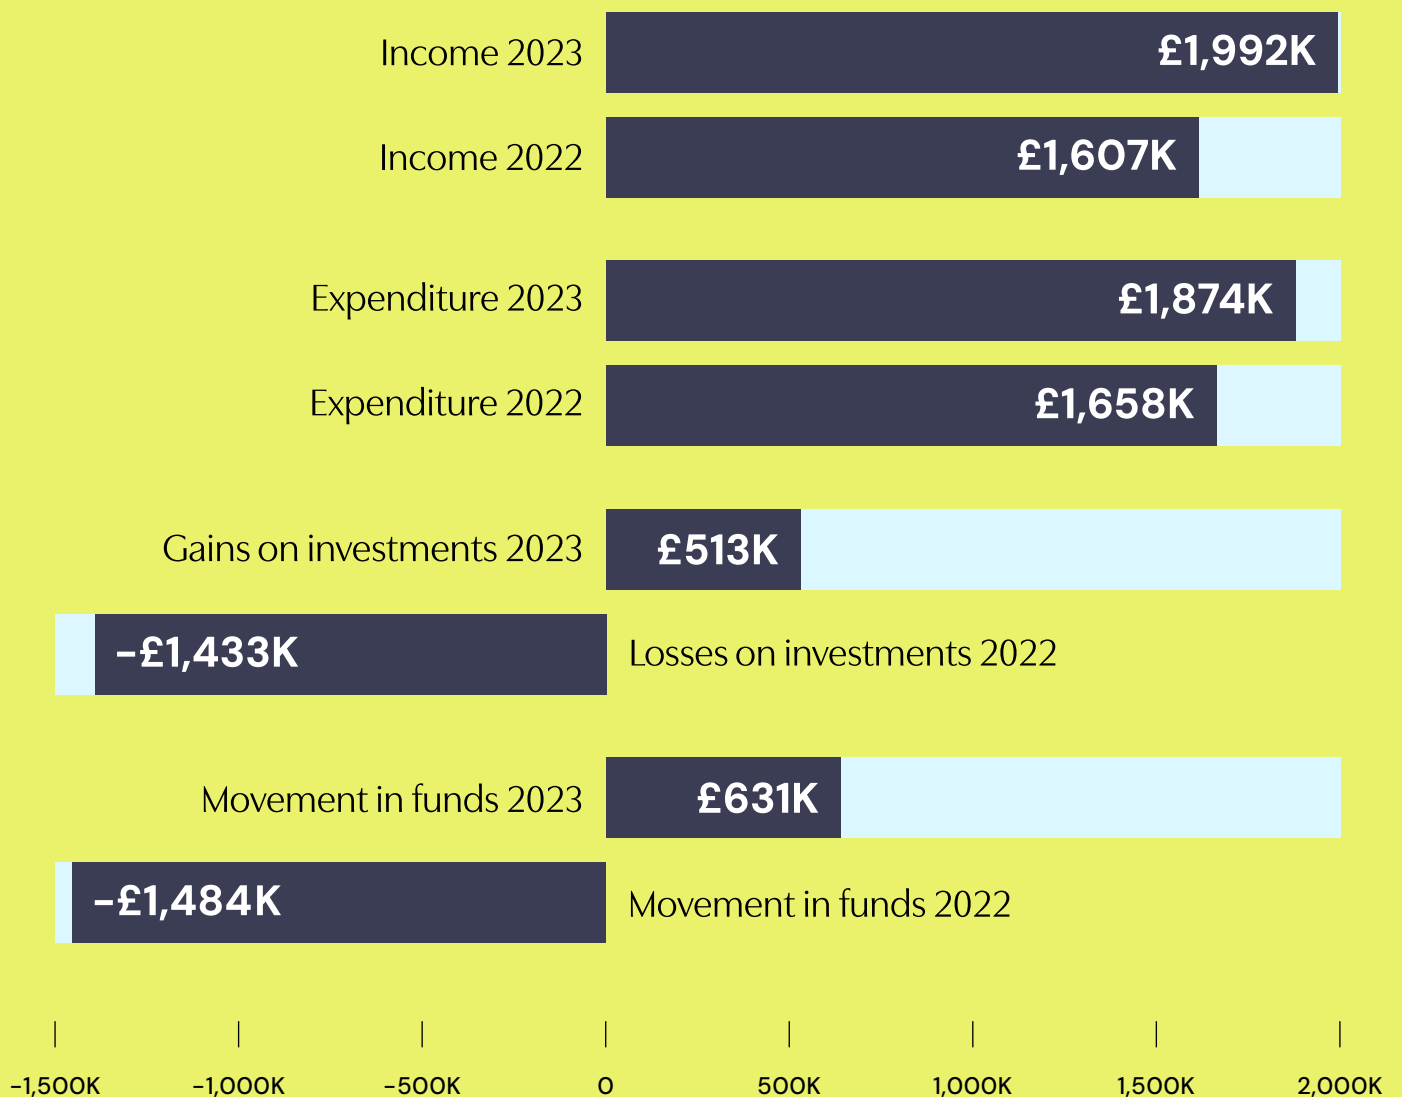 Income 2023
£1,992K
Income 2022
£1,607K
Expenditure 2023
£1,874K
Expenditure 2022
£1,658K
Gains on investments 2023
£513K
–£1,433K
Losses on investments 2022
Movement in funds 2023
£631K
–£1,484K
Movement in funds 2022
–1,500K –1,000K –500K 0 500K 1,000K 1,500K 2,000K